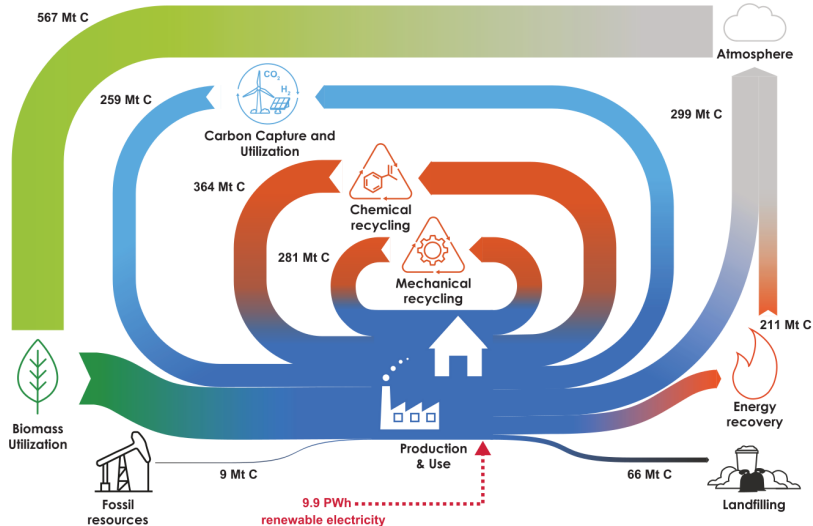 567 Mt C
Atmosphere
CO2
H2
259 Mt C
299 Mt C
Carbon Capture and
Utilization
364 Mt C
Chemical
recycling
281 Mt C
Mechanical
recycling
211 Mt C
Biomass
Utilization
Energy
recovery
Production
& Use
9 Mt C
66 Mt C
Fossil
resources
9.9 PWh
renewable electricity
Landfilling